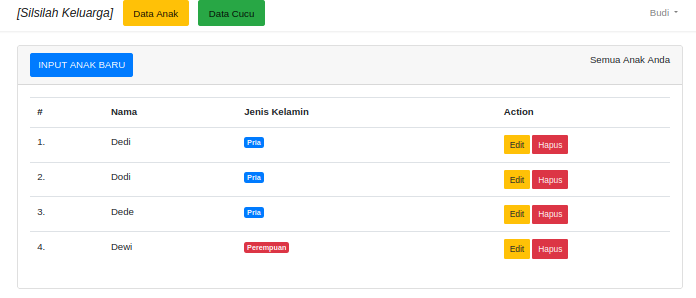 [Silsilah Keluarga] Data Anak Data Cucu Budi
INPUT ANAK BARU Semua Anak Anda
# Nama Jenis Kelamin Action
1. Dedi Pria Edit Hapus
2. Dodi Pria Edit Hapus
3. Dede Pria Edit Hapus
4. Dewi Perempuan Edit Hapus